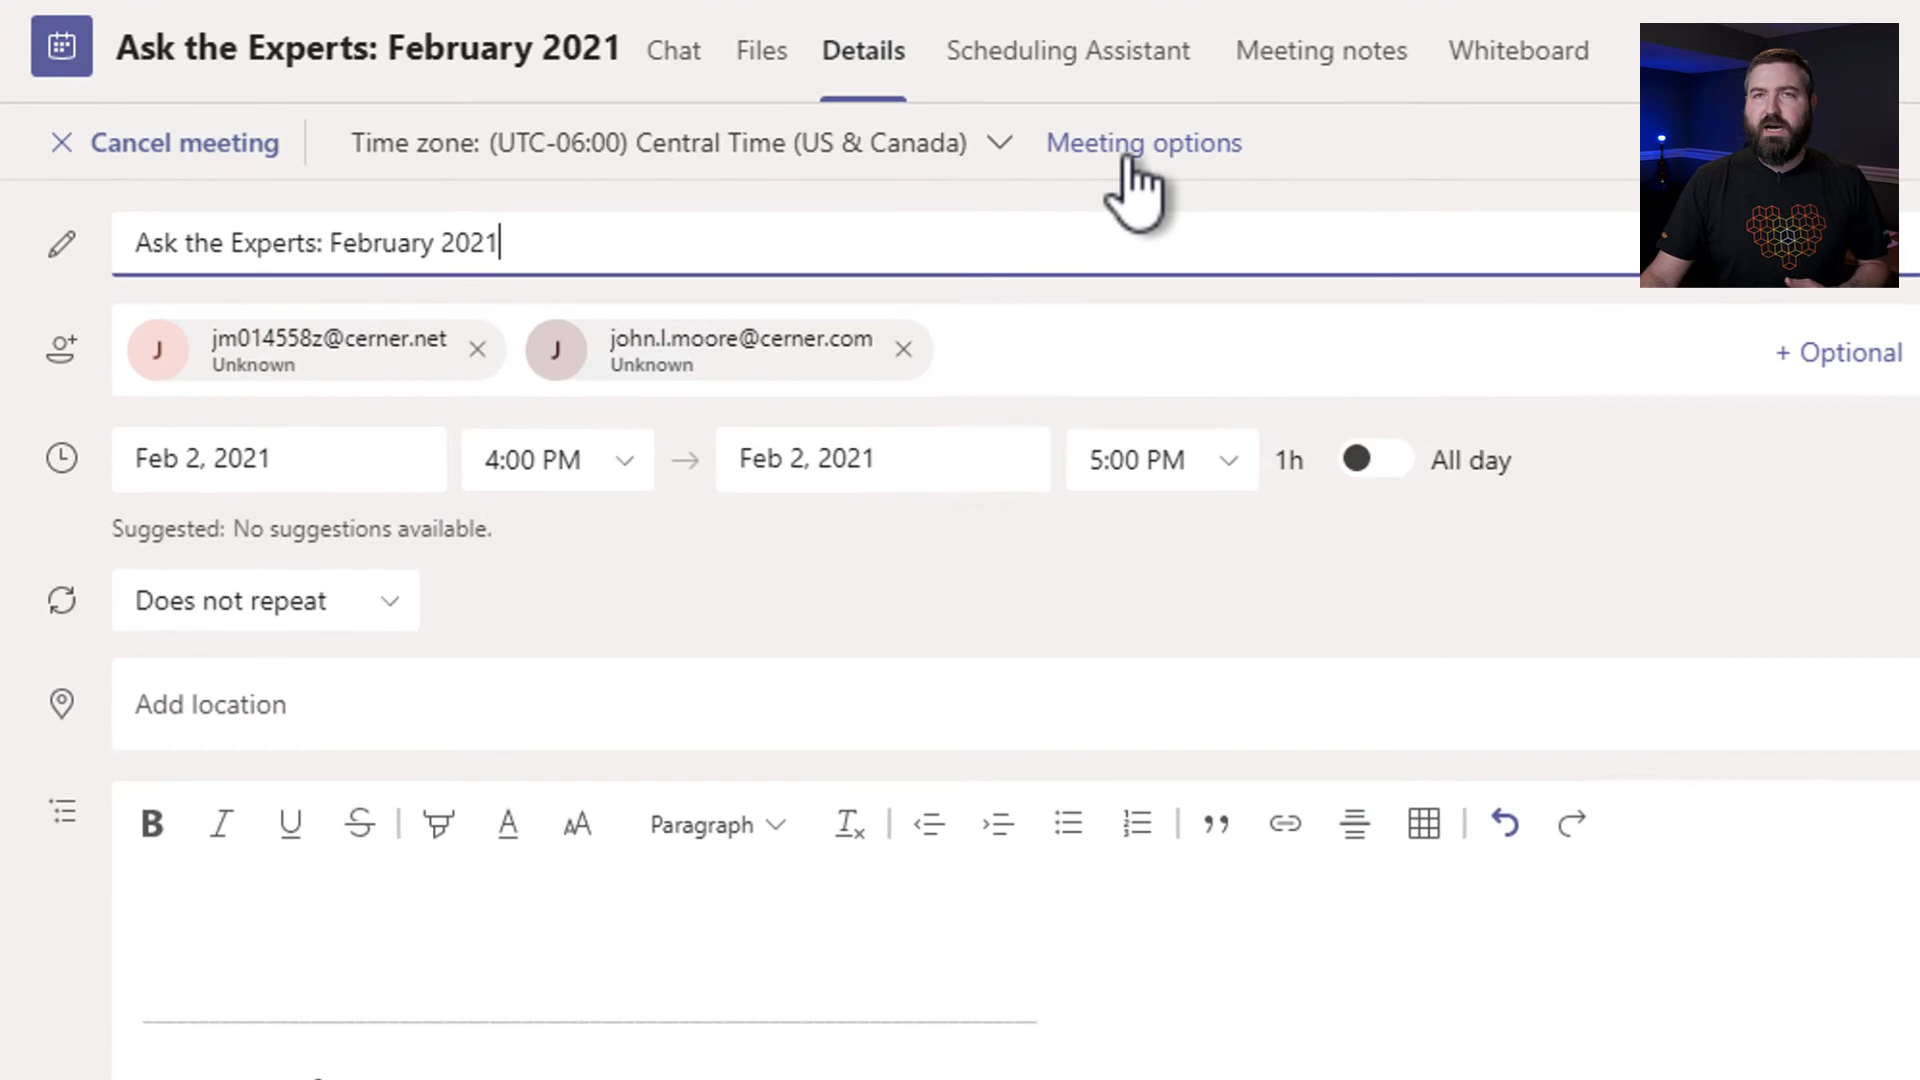 Ask the Experts: February 2021 Chat Files Details Scheduling Assistant Meeting notes Whiteboard
Cancel meeting Time zone: (UTC-06:00) Central Time (US & Canada) Meeting options
Ask the Experts: February 2021
J jm014558z@cerner.net J john.l.moore@cerner.com
Unknown Unknown
+ Optional
Feb 2, 2021 4:00 PM → Feb 2, 2021 5:00 PM 1h All day
Suggested: No suggestions available.
Does not repeat
Add location
B I U S A AA Paragraph